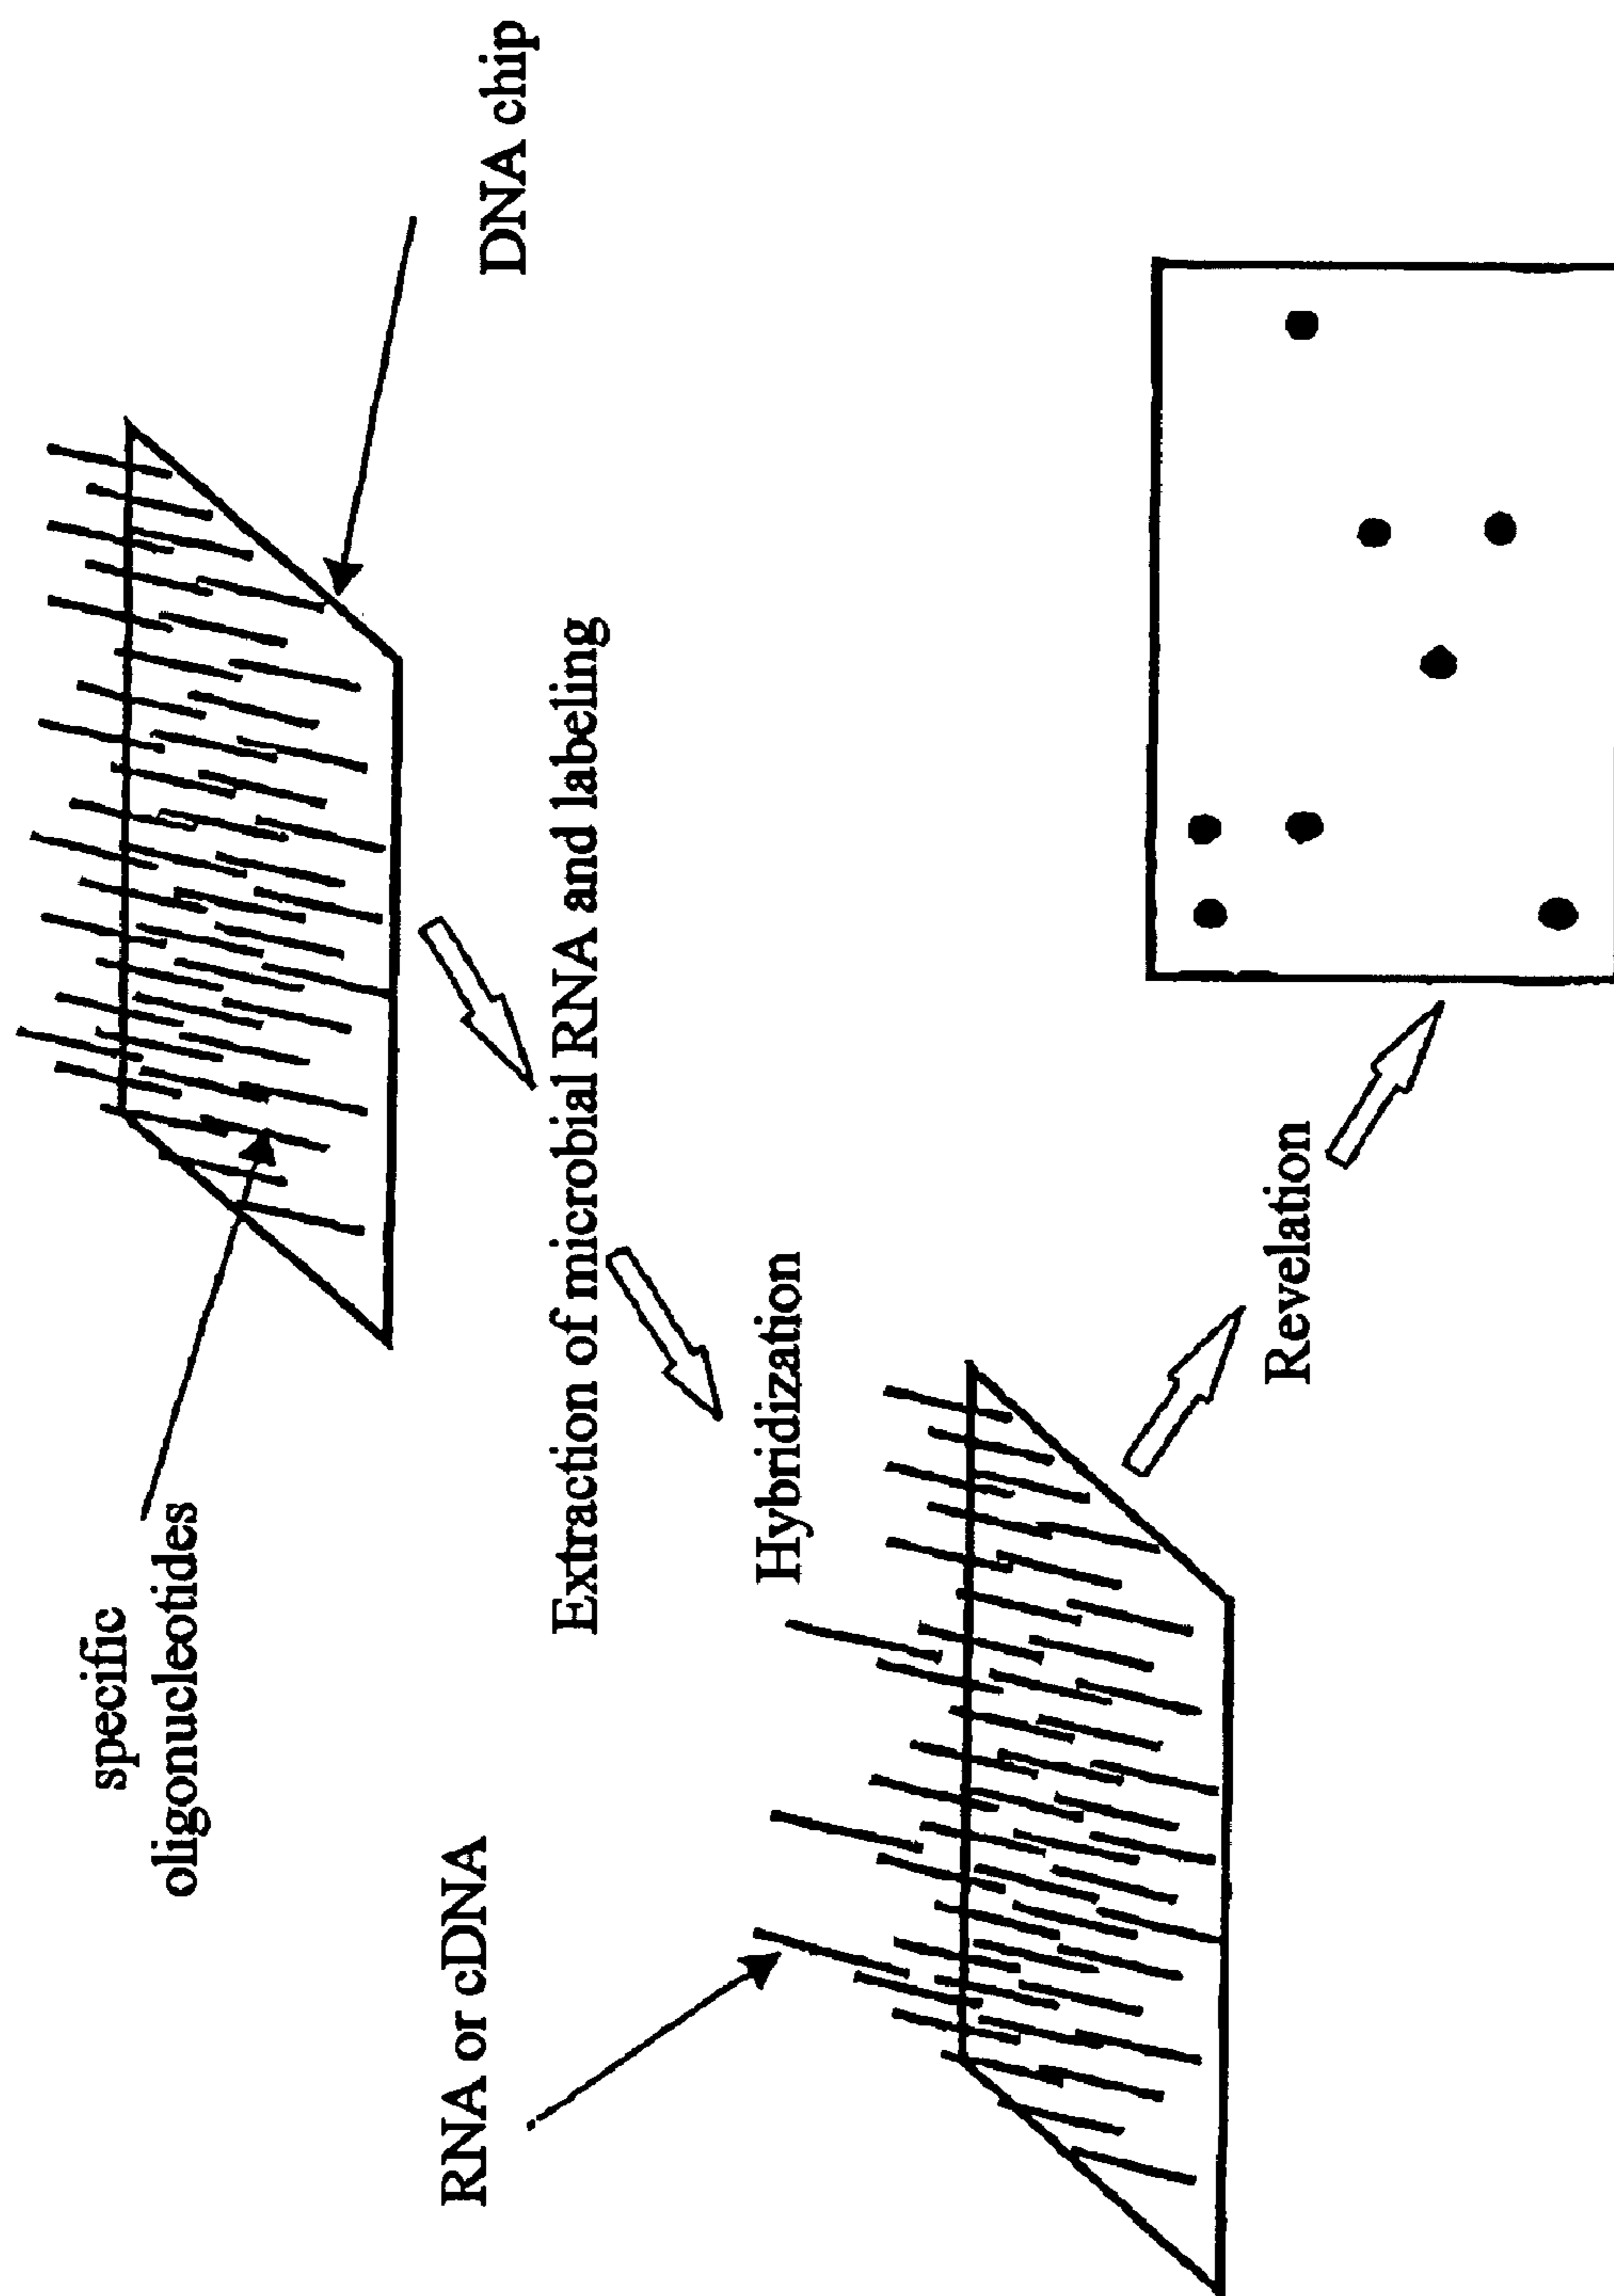 specific
oligonucleotides
DNA chip
RNA or cDNA
Extraction of microbial RNA and labeling
Hybridization
Revelation